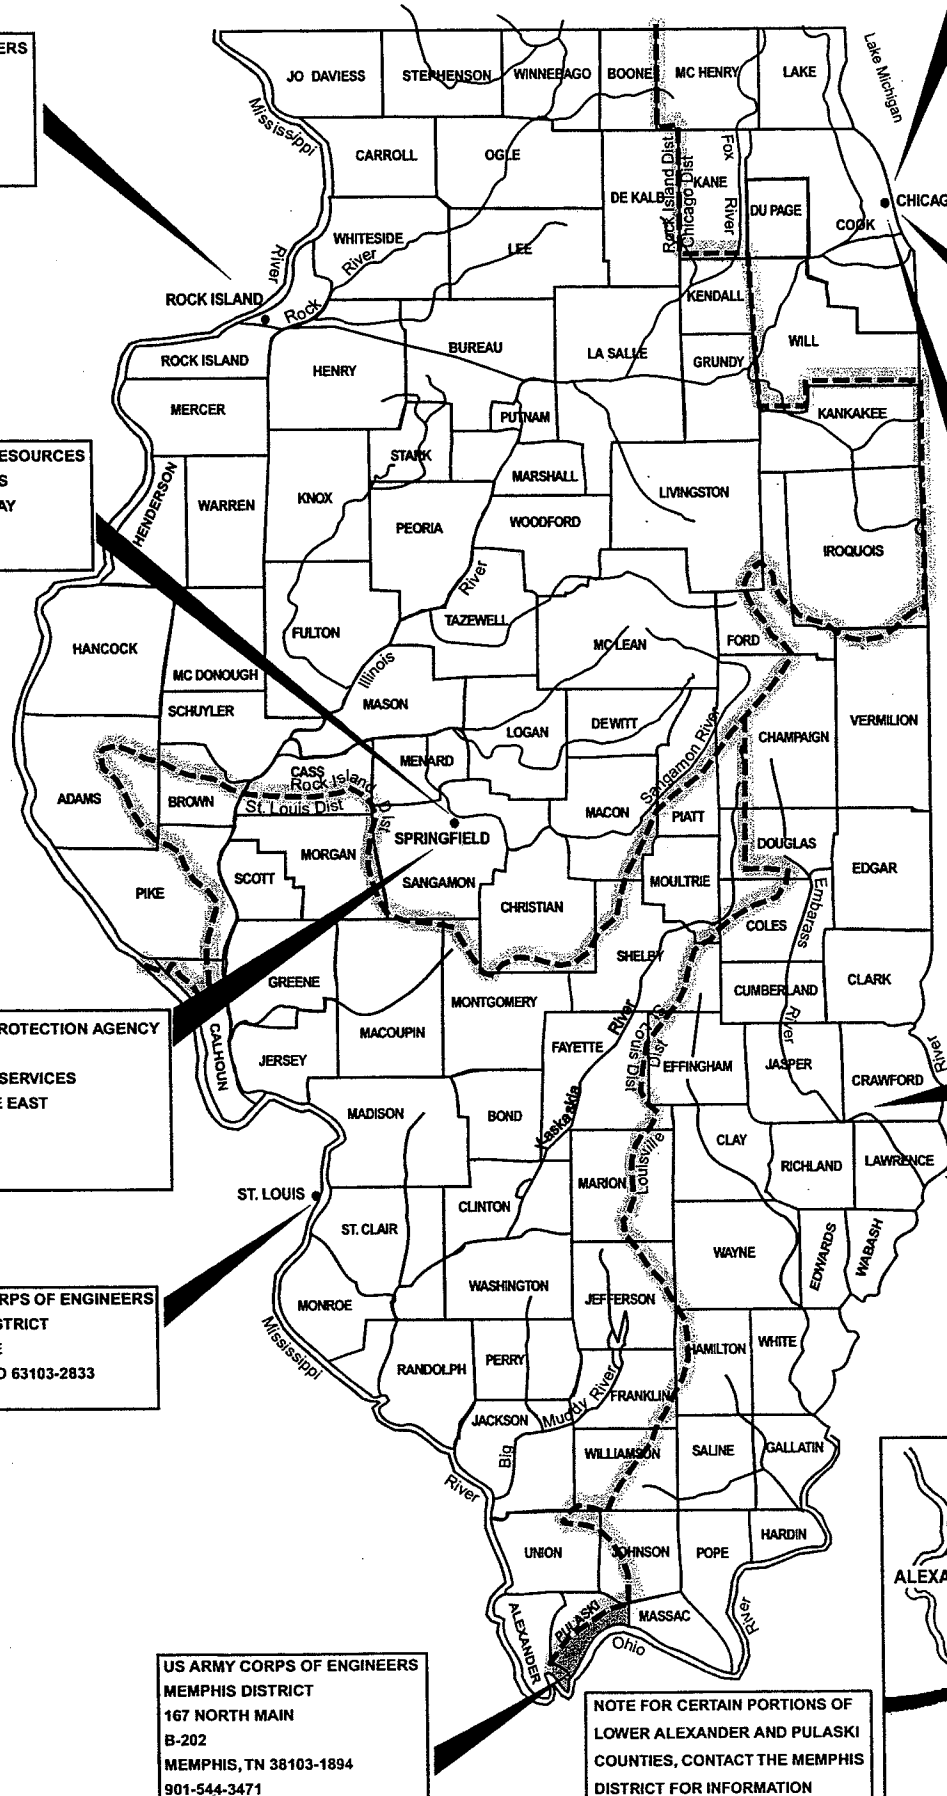 ERS
JO DAVIESS
STEPHENSON
WINNEBAGO
BOONE
MC HENRY
LAKE
Lake Michigan
Mississippi
CARROLL
OGLE
DE KALB
Rock Island Dist
Chicago Dist
KANE
Fox
River
DU PAGE
COOK
CHICAG
WHITESIDE
LEE
River
River
Rock
KENDALL
ROCK ISLAND
ROCK ISLAND
HENRY
BUREAU
LA SALLE
GRUNDY
WILL
MERCER
PUTNAM
KANKAKEE
ESOURCES
S
AY
HENDERSON
WARREN
KNOX
STARK
PEORIA
MARSHALL
WOODFORD
LIVINGSTON
IROQUOIS
River
HANCOCK
MC DONOUGH
FULTON
TAZEWELL
MC LEAN
FORD
Illinois
SCHUYLER
MASON
LOGAN
DEWITT
CHAMPAIGN
VERMILION
Sangamon River
MENARD
CASS
Rock Island Dist
St. Louis Dist
ADAMS
BROWN
MACON
PIATT
SPRINGFIELD
DOUGLAS
EDGAR
MORGAN
SCOTT
PIKE
SANGAMON
CHRISTIAN
MOULTRIE
Embarass
COLES
SHELBY
GREENE
MONTGOMERY
CUMBERLAND
CLARK
ROTECTION AGENCY
SERVICES
E EAST
CALHOUN
JERSEY
MACOUPIN
FAYETTE
River
St Louis Dist
Dist
EFFINGHAM
JASPER
River
CRAWFORD
River
MADISON
BOND
Kaskaskia
CLAY
RICHLAND
LAWRENCE
MARION
Louisville
ST. LOUIS
ST. CLAIR
CLINTON
WAYNE
EDWARDS
WABASH
RPS OF ENGINEERS
STRICT
E
O 63103-2833
MONROE
Mississippi
WASHINGTON
JEFFERSON
RANDOLPH
PERRY
HAMILTON
WHITE
FRANKLIN
JACKSON
Big
Muddy River
WILLIAMSON
SALINE
GALLATIN
River
UNION
JOHNSON
POPE
HARDIN
ALEXA
ALEXANDER
PULASKI
MASSAC
Ohio
River
US ARMY CORPS OF ENGINEERS
MEMPHIS DISTRICT
167 NORTH MAIN
B-202
MEMPHIS, TN 38103-1894
901-544-3471
NOTE FOR CERTAIN PORTIONS OF
LOWER ALEXANDER AND PULASKI
COUNTIES, CONTACT THE MEMPHIS
DISTRICT FOR INFORMATION